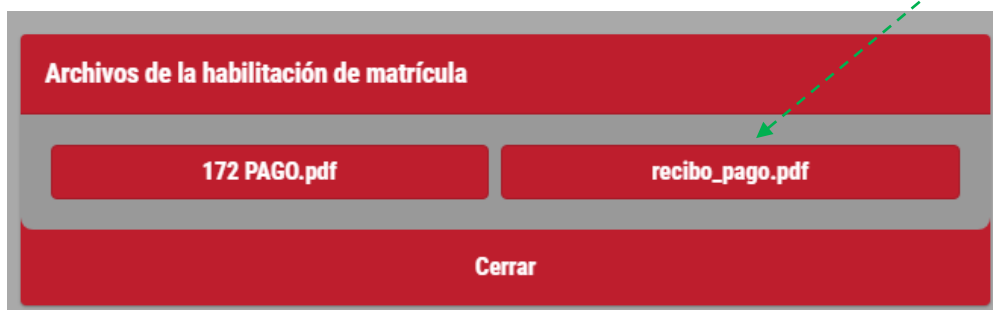 Archivos de la habilitación de matrícula
172 PAGO.pdf
recibo_pago.pdf
Cerrar